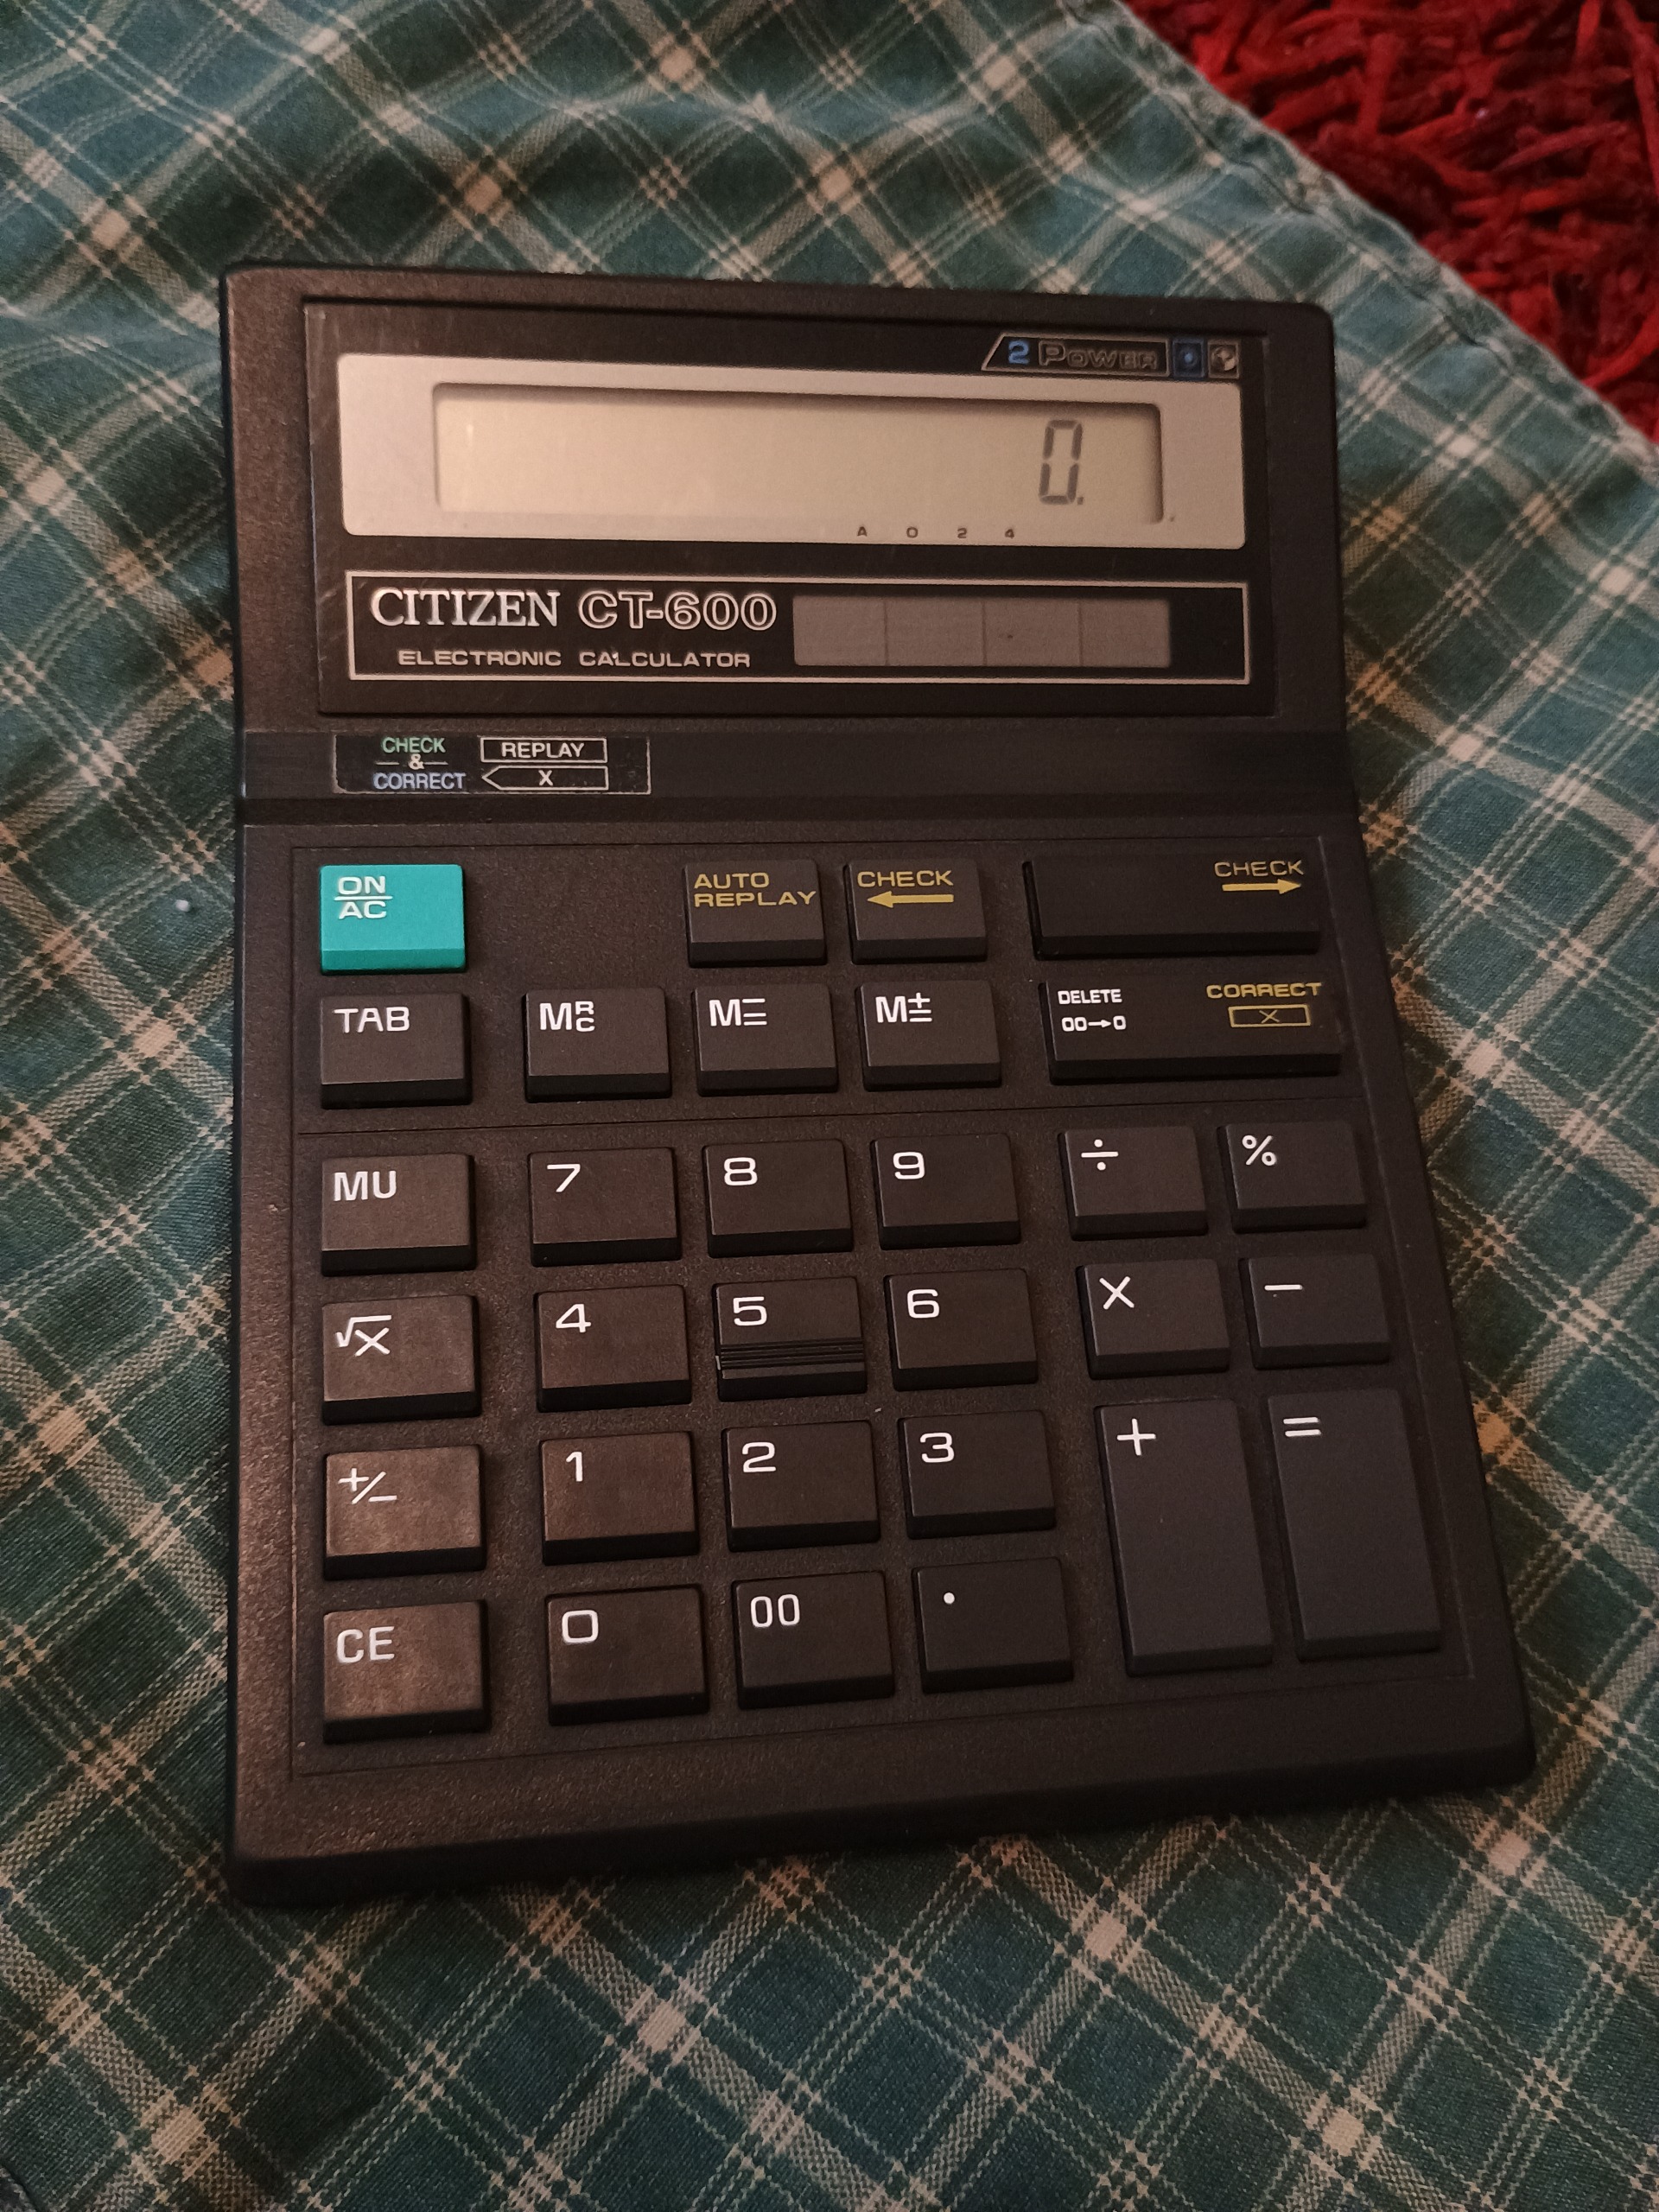 2 POWER
0.
A 0 2 4
CITIZEN CT-600
ELECTRONIC CALCULATOR
CHECK & CORRECT
REPLAY
X
ON/AC
AUTO REPLAY
CHECK
CHECK
TAB
MRC
M=
M±
DELETE 00→0
CORRECT X
MU
7
8
9
÷
%
√X
4
5
6
X
−
+/−
1
2
3
+
=
CE
0
00
.